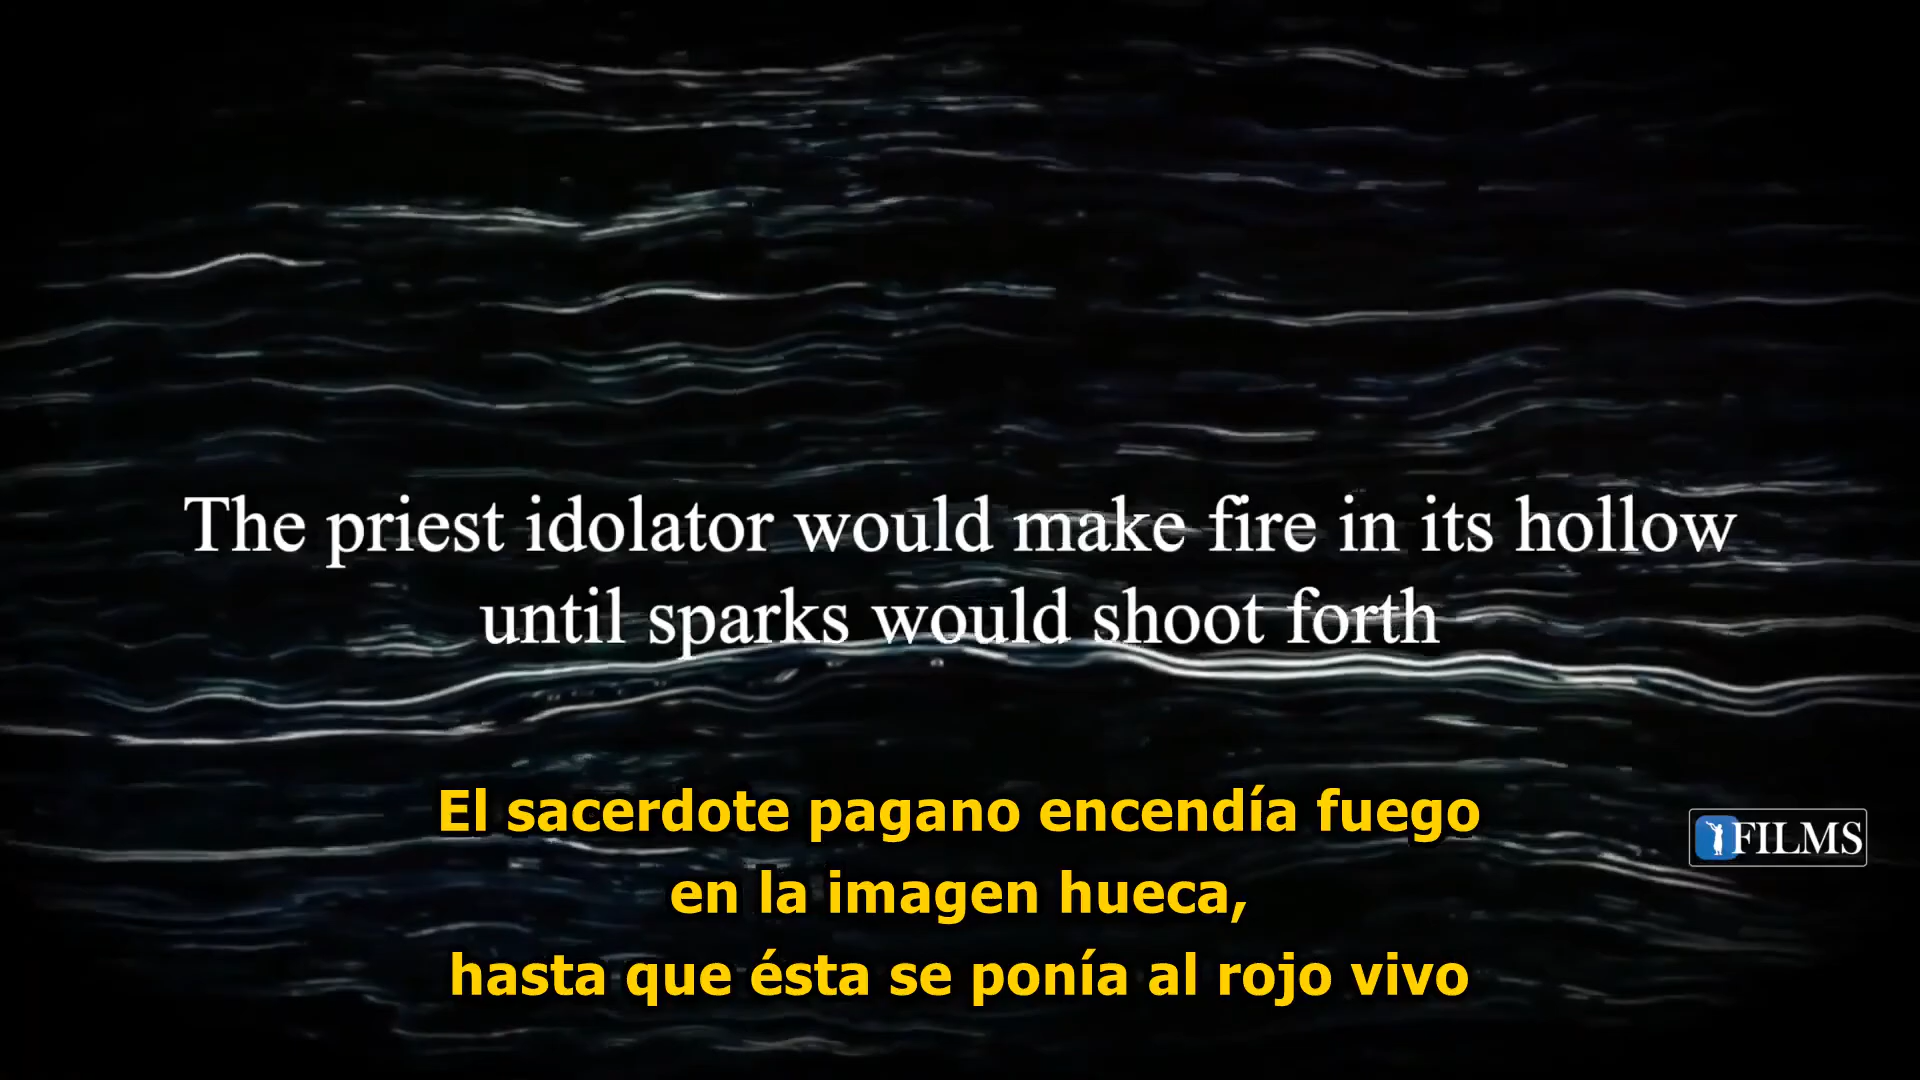 The priest idolator would make fire in its hollow
until sparks would shoot forth
El sacerdote pagano encendía fuego
en la imagen hueca,
hasta que ésta se ponía al rojo vivo
FILMS